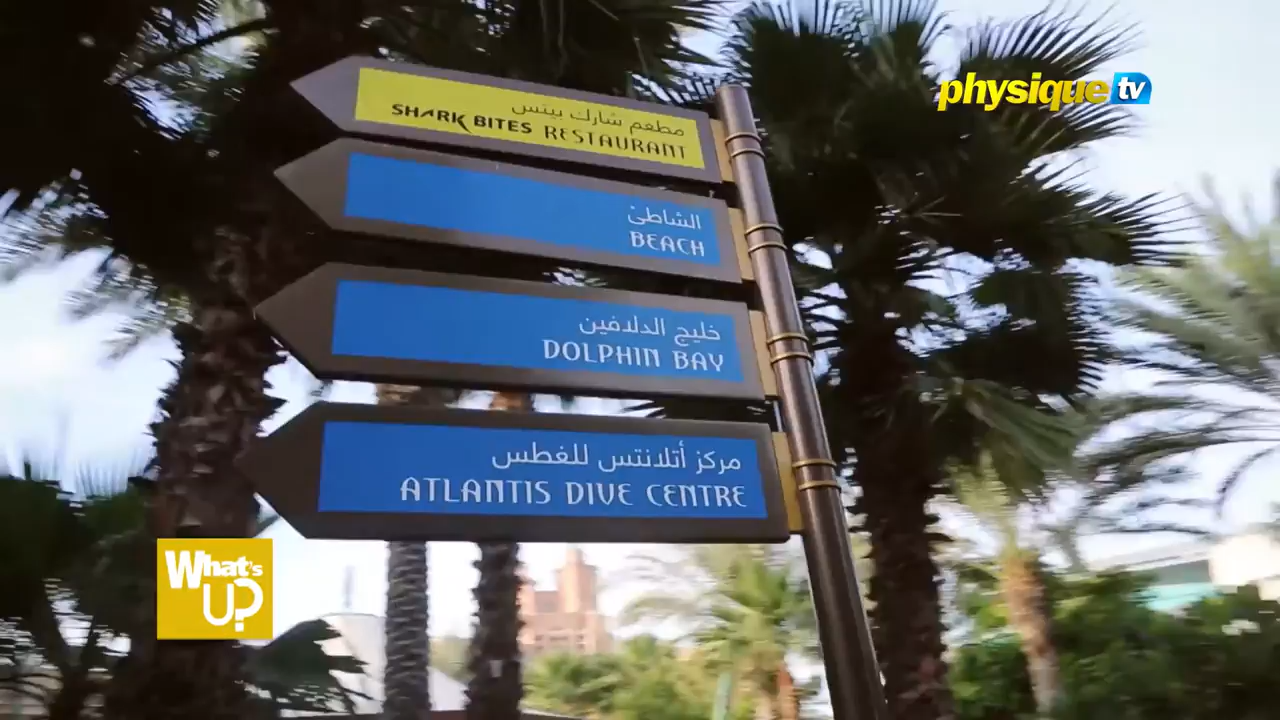 physique tv
مطعم شارك بيتس
SHARK BITES RESTAURANT
الشاطئ
BEACH
خليج الدلافين
DOLPHIN BAY
مركز أتلانتس للغطس
ATLANTIS DIVE CENTRE
What's
UP?